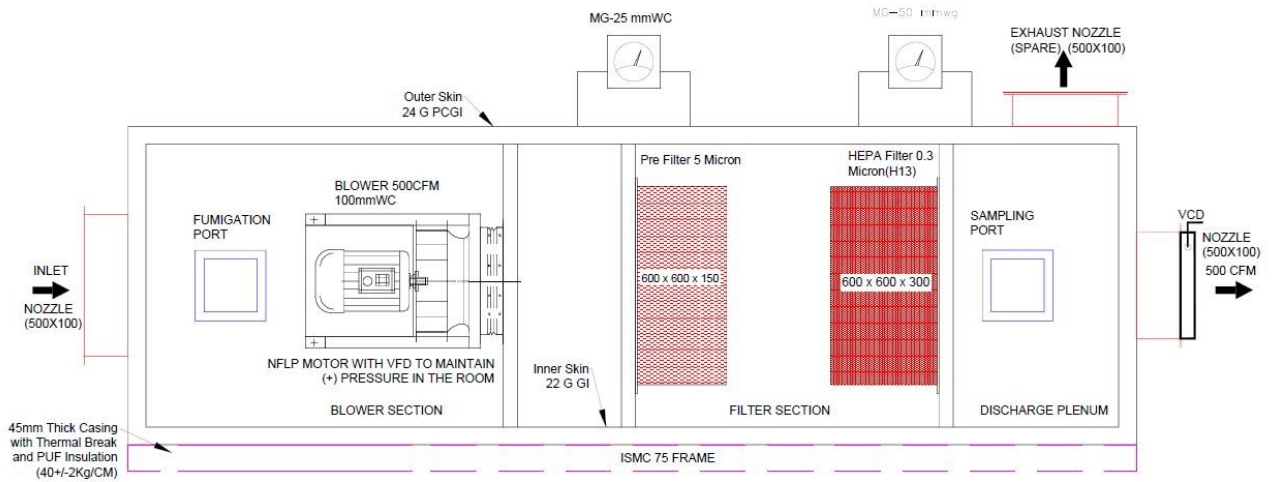 MG-25 mmWC
MG-50 mmwg
EXHAUST NOZZLE
(SPARE) (500X100)
Outer Skin
24 G PCGI
Pre Filter 5 Micron
HEPA Filter 0.3
Micron(H13)
BLOWER 500CFM
100mmWC
FUMIGATION
PORT
SAMPLING
PORT
VCD
NOZZLE
(500X100)
500 CFM
INLET
NOZZLE
(500X100)
600 x 600 x 150
600 x 600 x 300
NFLP MOTOR WITH VFD TO MAINTAIN
(+) PRESSURE IN THE ROOM
Inner Skin
22 G GI
BLOWER SECTION
FILTER SECTION
DISCHARGE PLENUM
45mm Thick Casing
with Thermal Break
and PUF Insulation
(40+/-2Kg/CM)
ISMC 75 FRAME